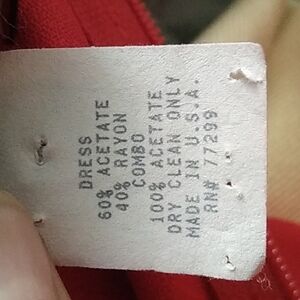 DRESS
60% ACETATE
40% RAYON
COMBO
100% ACETATE
DRY CLEAN ONLY
MADE IN U.S.A.
RN# 77299